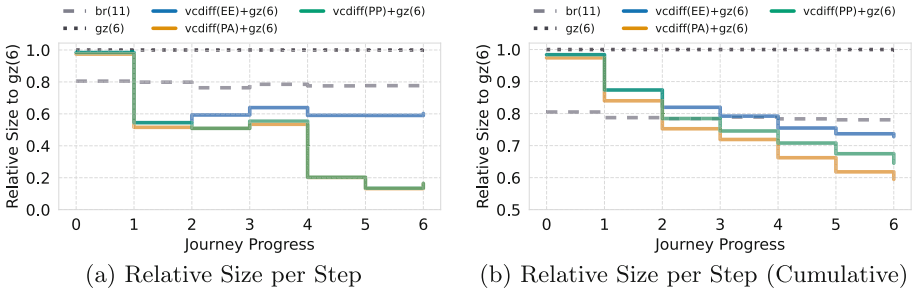 br(11) vcdiff(EE)+gz(6) vcdiff(PP)+gz(6)
gz(6) vcdiff(PA)+gz(6)
Relative Size to gz(6)
1.0
0.8
0.6
0.4
0.2
0.0
0 1 2 3 4 5 6
Journey Progress
(a) Relative Size per Step
br(11) vcdiff(EE)+gz(6) vcdiff(PP)+gz(6)
gz(6) vcdiff(PA)+gz(6)
Relative Size to gz(6)
1.0
0.9
0.8
0.7
0.6
0.5
0 1 2 3 4 5 6
Journey Progress
(b) Relative Size per Step (Cumulative)